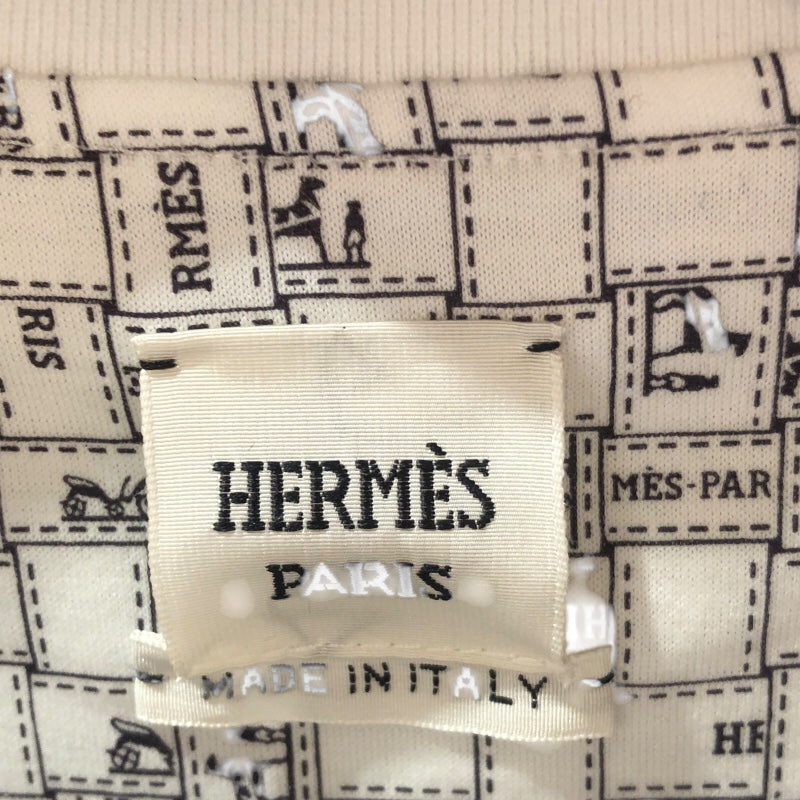 RMÈS
RIS
HERMÈS
PARIS
MADE IN ITALY
MÈS-PAR
HE